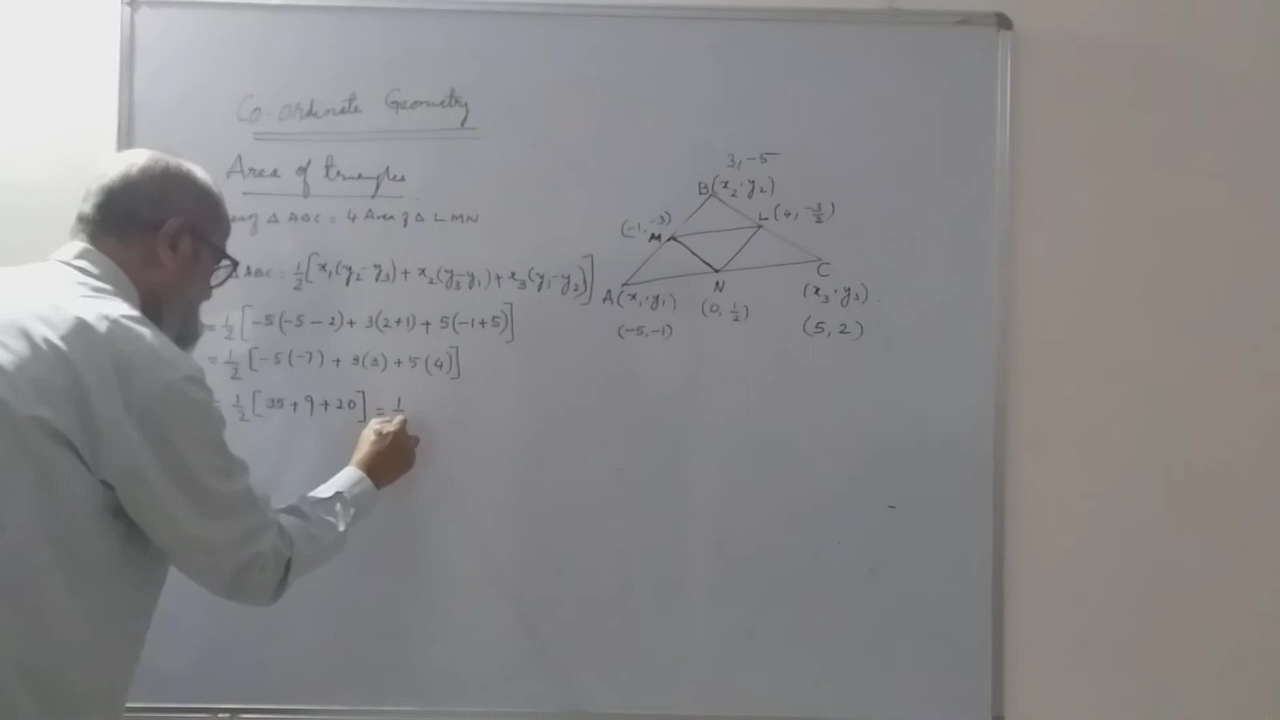 Co-ordinate Geometry
Area of triangles
Δ ABC = 4 Area of Δ LMN
ABC = 1/2 [x₁(y₂-y₃) + x₂(y₃-y₁) + x₃(y₁-y₂)]
= 1/2 [-5(-5-2) + 3(2+1) + 5(-1+5)]
= 1/2 [-5(-7) + 3(3) + 5(4)]
= 1/2 [35+9+20] = 1
3, -5
B(x₂, y₂)
L(4, -3/2)
(-1, -3)
M
C
N
A(x₁, y₁)
(0, 1/2)
(x₃, y₃)
(-5, -1)
(5, 2)